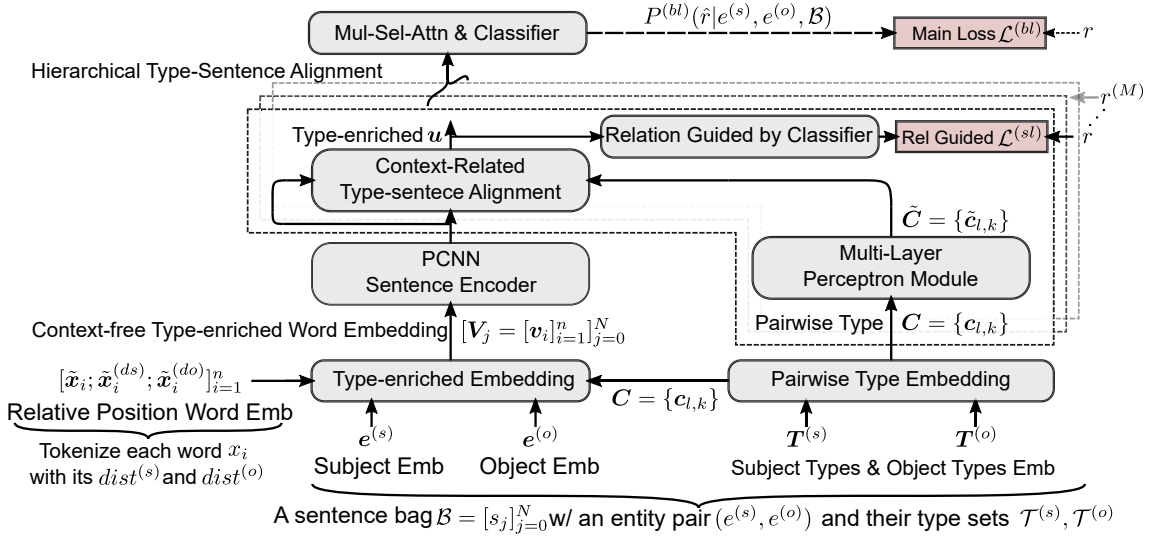 Mul-Sel-Attn & Classifier
P^{(bl)}(\hat{r}|e^{(s)}, e^{(o)}, \mathcal{B})
Main Loss \mathcal{L}^{(bl)}
r
Hierarchical Type-Sentence Alignment
r^{(M)}
Type-enriched u
Relation Guided by Classifier
Rel Guided \mathcal{L}^{(sl)}
r
Context-Related
Type-sentece Alignment
\tilde{C} = \{\tilde{c}_{l,k}\}
PCNN
Sentence Encoder
Multi-Layer
Perceptron Module
Context-free Type-enriched Word Embedding
[V_j = [v_i]_{i=1}^{n}]_{j=0}^{N}
Pairwise Type
C = \{c_{l,k}\}
[\tilde{x}_i; \tilde{x}_i^{(ds)}; \tilde{x}_i^{(do)}]_{i=1}^{n}
Type-enriched Embedding
C = \{c_{l,k}\}
Pairwise Type Embedding
Relative Position Word Emb
e^{(s)}
e^{(o)}
T^{(s)}
T^{(o)}
Tokenize each word x_i
with its dist^{(s)} and dist^{(o)}
Subject Emb
Object Emb
Subject Types & Object Types Emb
A sentence bag \mathcal{B} = [s_j]_{j=0}^{N} w/ an entity pair (e^{(s)}, e^{(o)}) and their type sets \mathcal{T}^{(s)}, \mathcal{T}^{(o)}